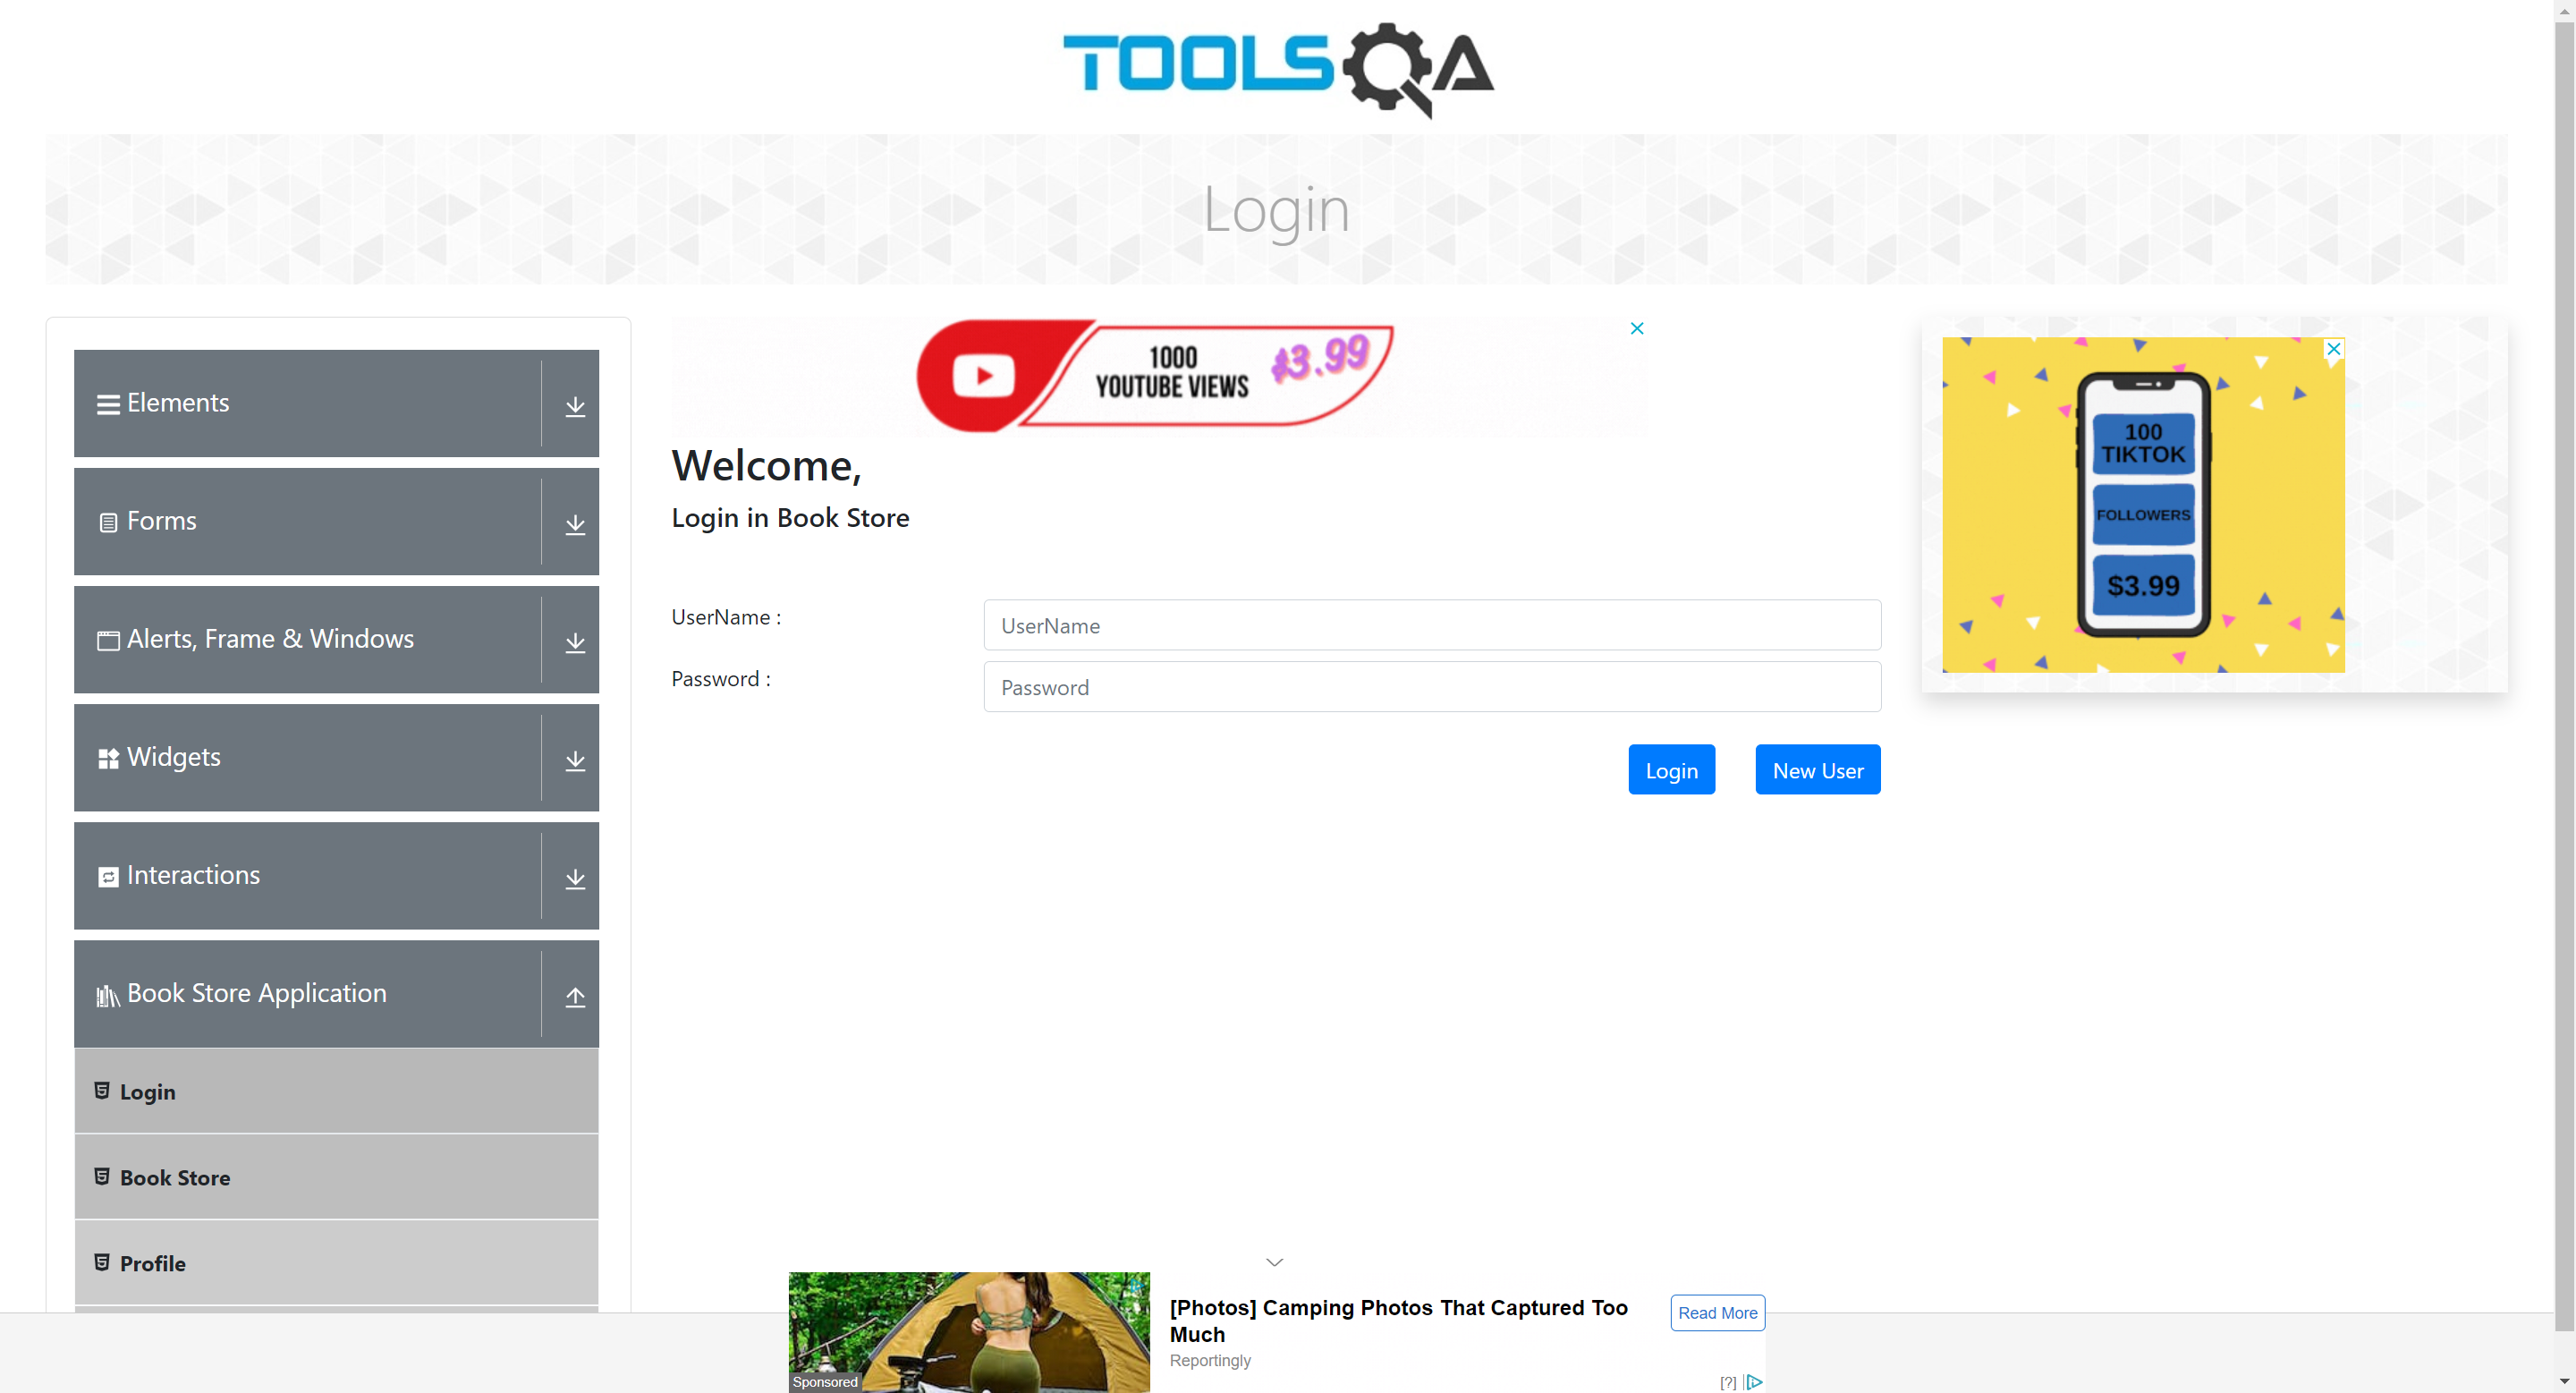 TOOLSQA
Login
Elements
Forms
Alerts, Frame & Windows
Widgets
Interactions
Book Store Application
Login
Book Store
Profile
1000
YOUTUBE VIEWS
$3.99
Welcome,
Login in Book Store
UserName :
UserName
Password :
Password
Login
New User
100
TIKTOK
FOLLOWERS
$3.99
Sponsored
[Photos] Camping Photos That Captured Too
Much
Reportingly
Read More
[?]